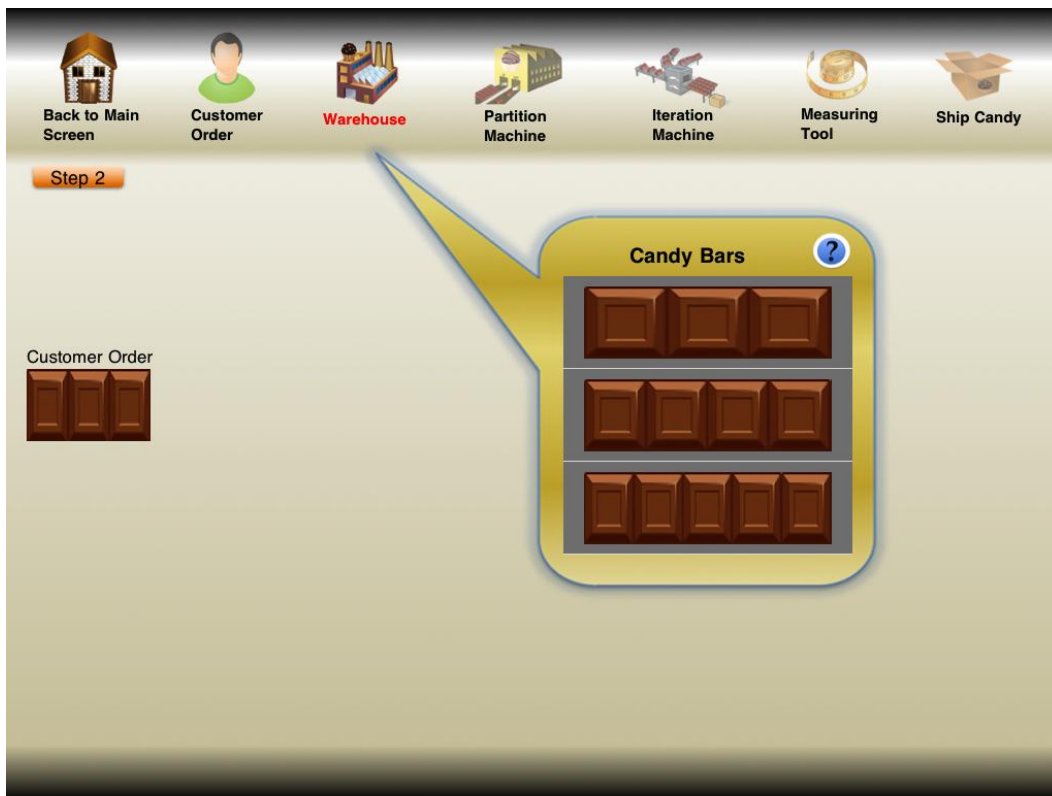 Back to Main
Screen
Customer
Order
Warehouse
Partition
Machine
Iteration
Machine
Measuring
Tool
Ship Candy
Step 2
Candy Bars
?
Customer Order